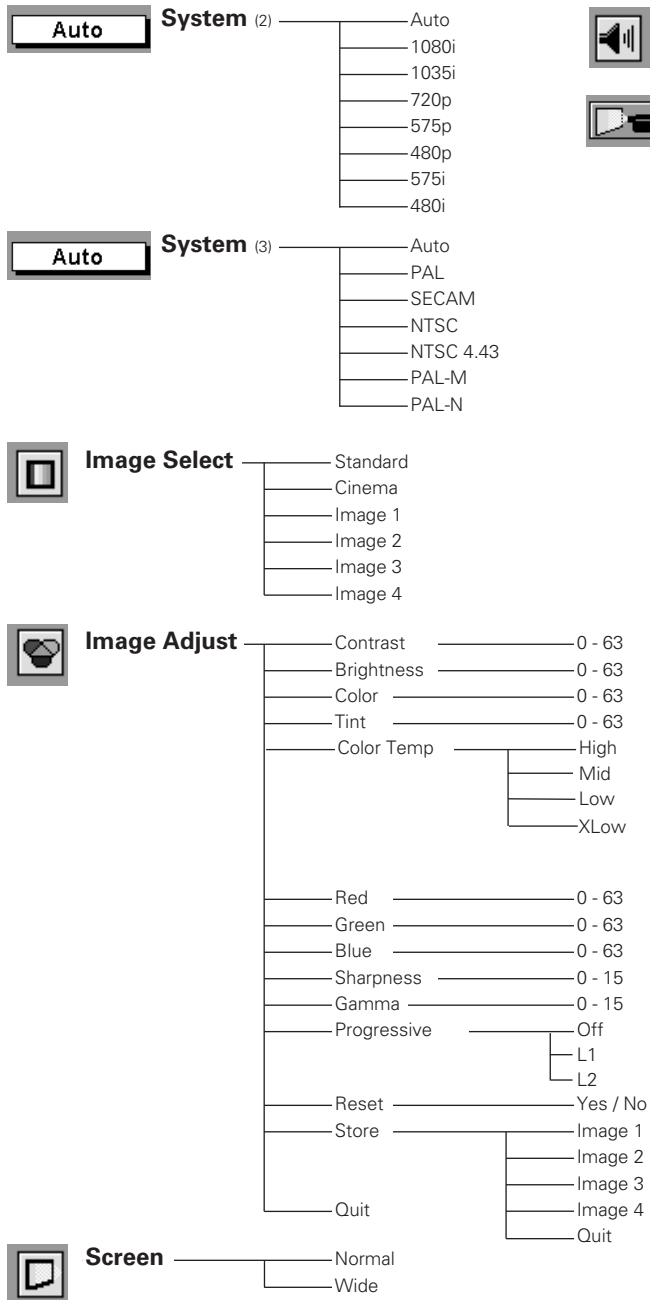 Auto System (2) Auto
1080i
1035i
720p
575p
480p
575i
480i
Auto System (3) Auto
PAL
SECAM
NTSC
NTSC 4.43
PAL-M
PAL-N
Image Select Standard
Cinema
Image 1
Image 2
Image 3
Image 4
Image Adjust Contrast 0 - 63
Brightness 0 - 63
Color 0 - 63
Tint 0 - 63
Color Temp High
Mid
Low
XLow
Red 0 - 63
Green 0 - 63
Blue 0 - 63
Sharpness 0 - 15
Gamma 0 - 15
Progressive Off
L1
L2
Reset Yes / No
Store Image 1
Image 2
Image 3
Quit Image 4
Quit
Screen Normal
Wide